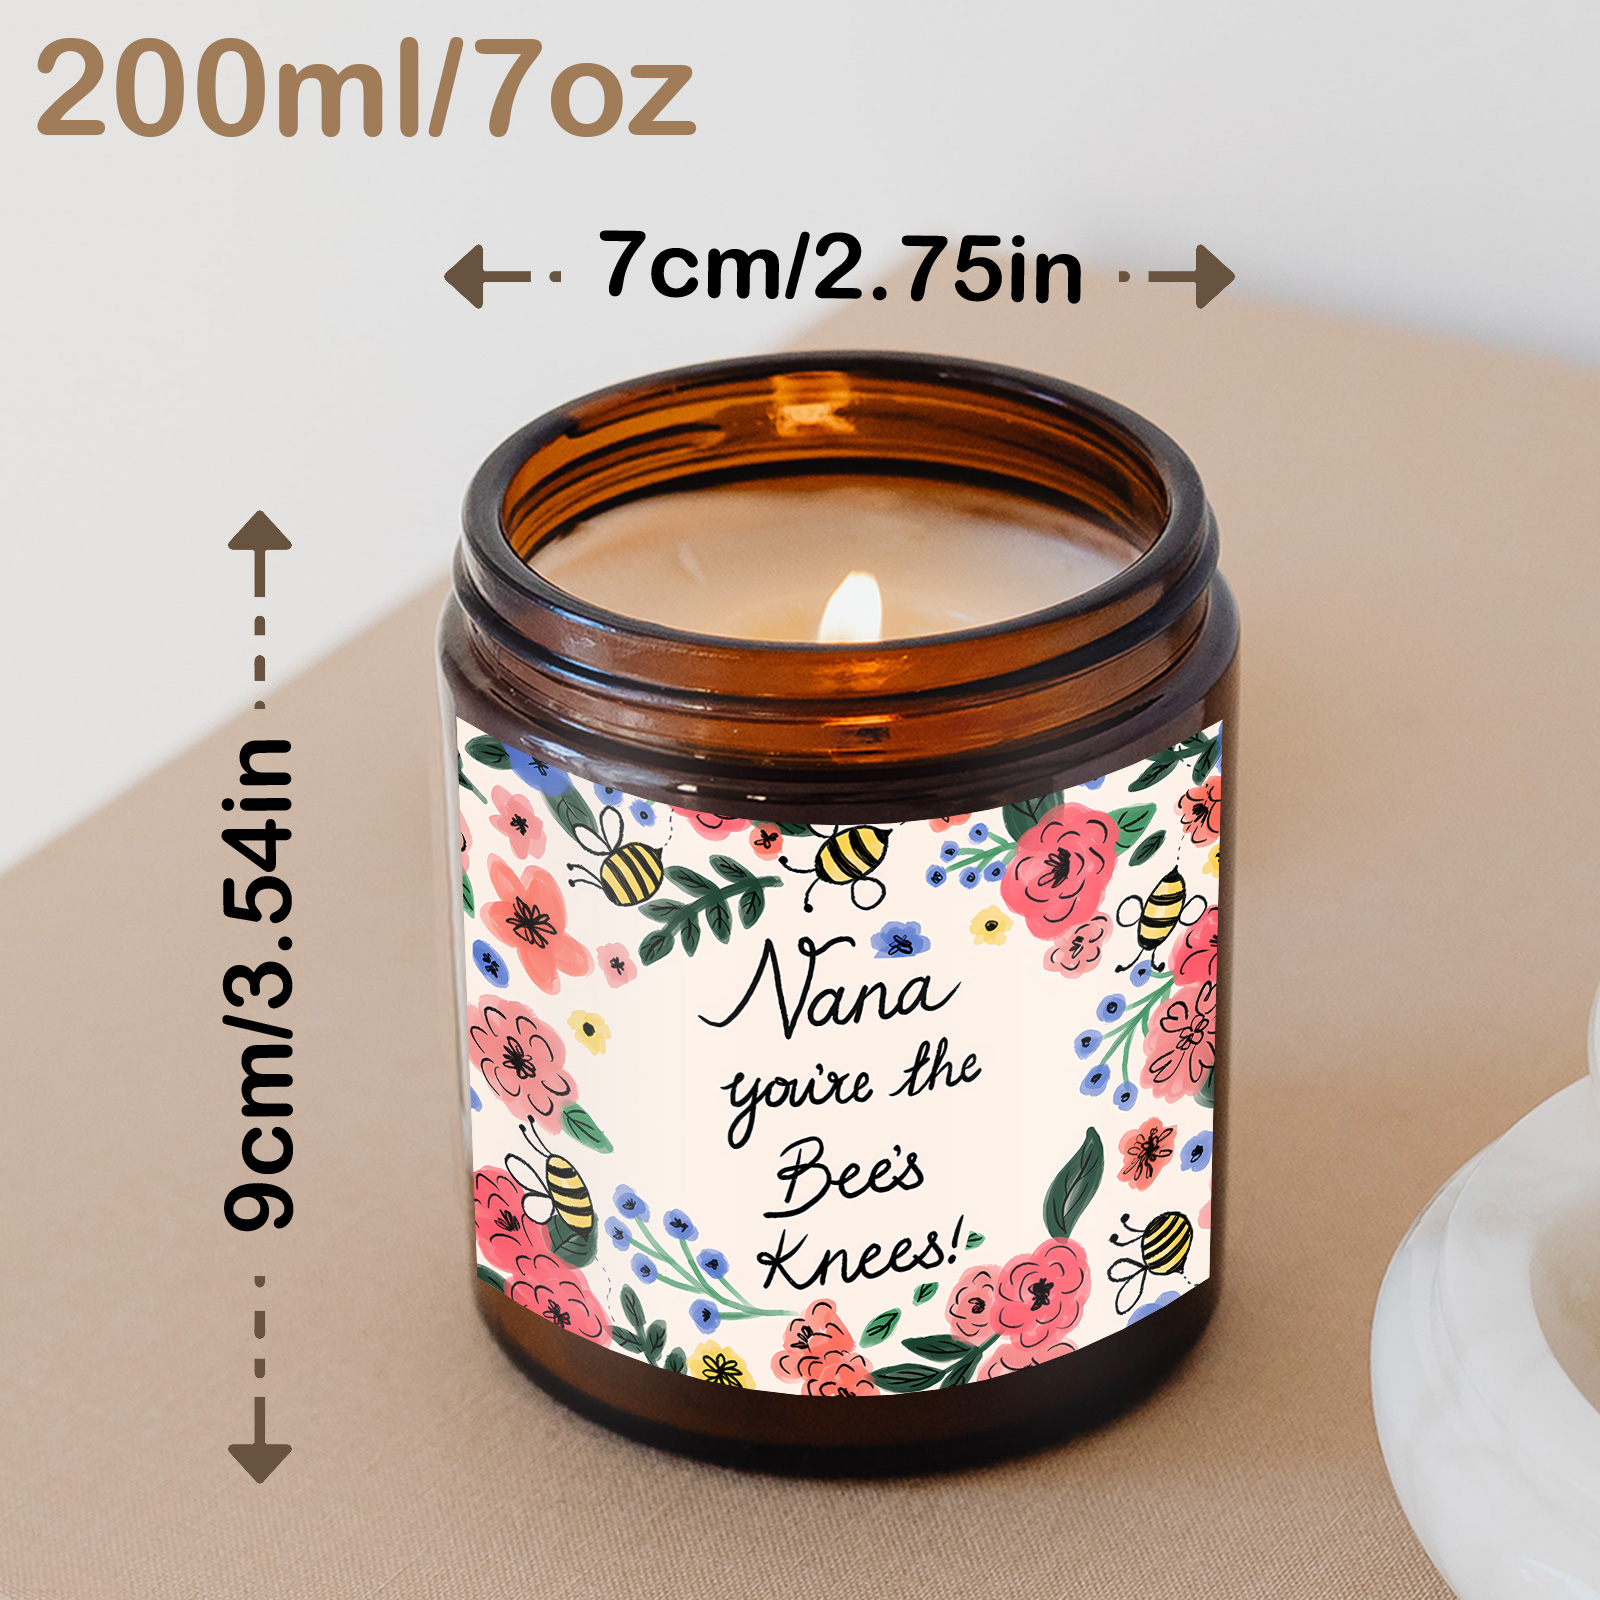 200ml/7oz
7cm/2.75in
9cm/3.54in
Nana
you're the
Bee's
Knees!